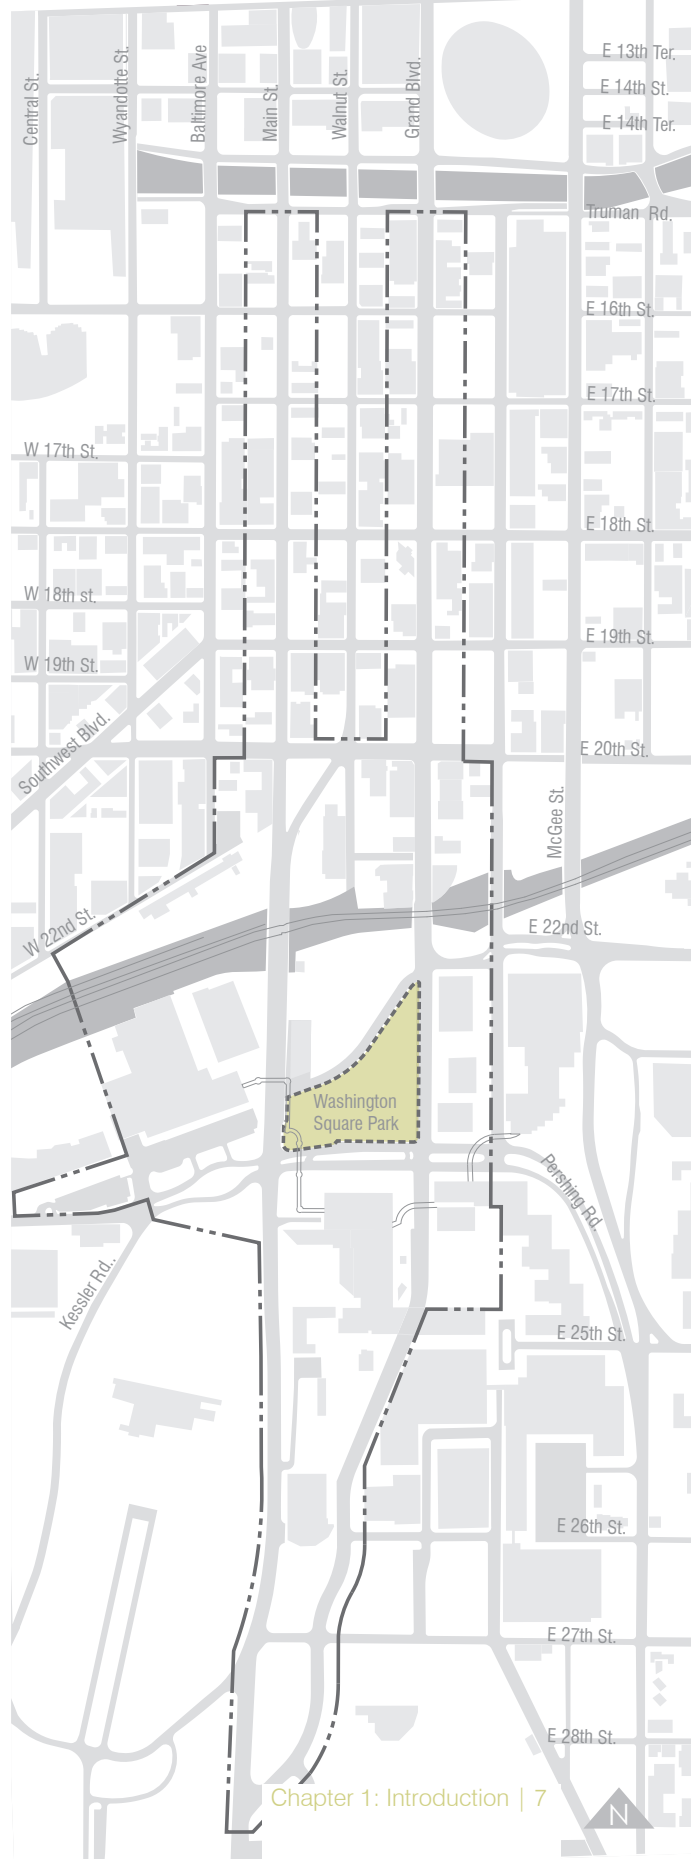 E 13th Ter.
E 14th St.
E 14th Ter.
Central St.
Wyandotte St.
Baltimore Ave
Main St.
Walnut St.
Grand Blvd.
Truman Rd.
E 16th St.
E 17th St.
W 17th St.
E 18th St.
W 18th st.
E 19th St.
W 19th St.
E 20th St.
Southwest Blvd.
McGee St.
W 22nd St.
E 22nd St.
Washington
Square Park
Pershing Rd.
Kessler Rd..
E 25th St.
E 26th St.
E 27th St.
E 28th St.
Chapter 1: Introduction | 7
N